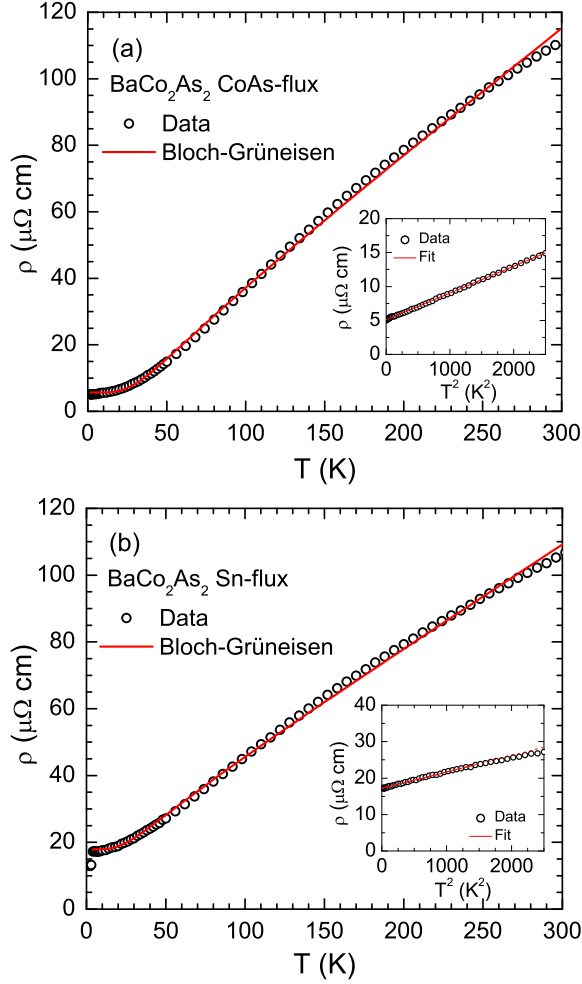 120
100
80
60
40
20
0
ρ (μΩ cm)
(a)
BaCo₂As₂ CoAs-flux
Data
Bloch-Grüneisen
20
15
10
5
0
ρ (μΩ cm)
Data
Fit
0 1000 2000
T² (K²)
0 50 100 150 200 250 300
T (K)
120
100
80
60
40
20
0
ρ (μΩ cm)
(b)
BaCo₂As₂ Sn-flux
Data
Bloch-Grüneisen
40
30
20
10
0
ρ (μΩ cm)
Data
Fit
0 1000 2000
T² (K²)
0 50 100 150 200 250 300
T (K)